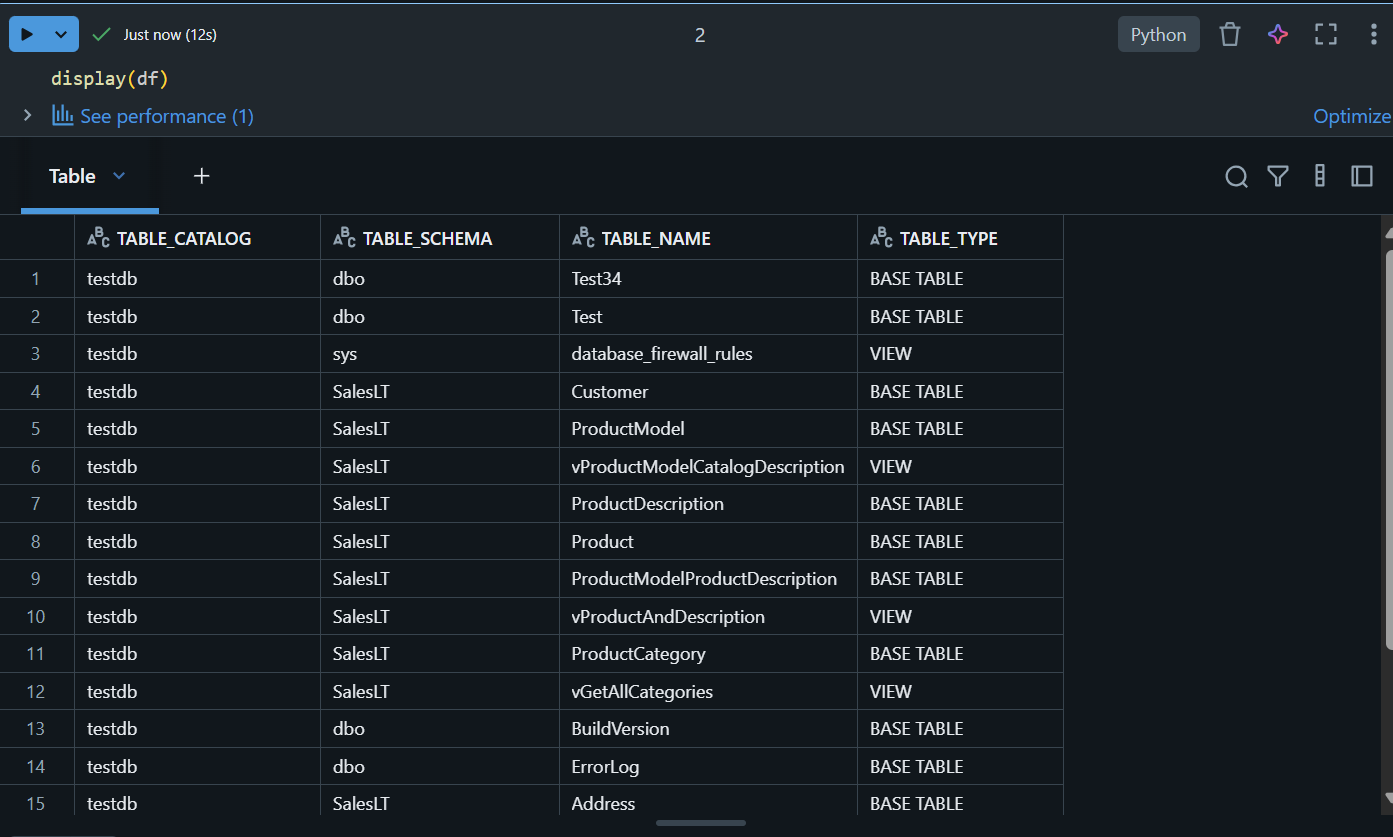 Just now (12s) 2 Python
display(df)
See performance (1) Optimize
Table +
TABLE_CATALOG TABLE_SCHEMA TABLE_NAME TABLE_TYPE
1 testdb dbo Test34 BASE TABLE
2 testdb dbo Test BASE TABLE
3 testdb sys database_firewall_rules VIEW
4 testdb SalesLT Customer BASE TABLE
5 testdb SalesLT ProductModel BASE TABLE
6 testdb SalesLT vProductModelCatalogDescription VIEW
7 testdb SalesLT ProductDescription BASE TABLE
8 testdb SalesLT Product BASE TABLE
9 testdb SalesLT ProductModelProductDescription BASE TABLE
10 testdb SalesLT vProductAndDescription VIEW
11 testdb SalesLT ProductCategory BASE TABLE
12 testdb SalesLT vGetAllCategories VIEW
13 testdb dbo BuildVersion BASE TABLE
14 testdb dbo ErrorLog BASE TABLE
15 testdb SalesLT Address BASE TABLE